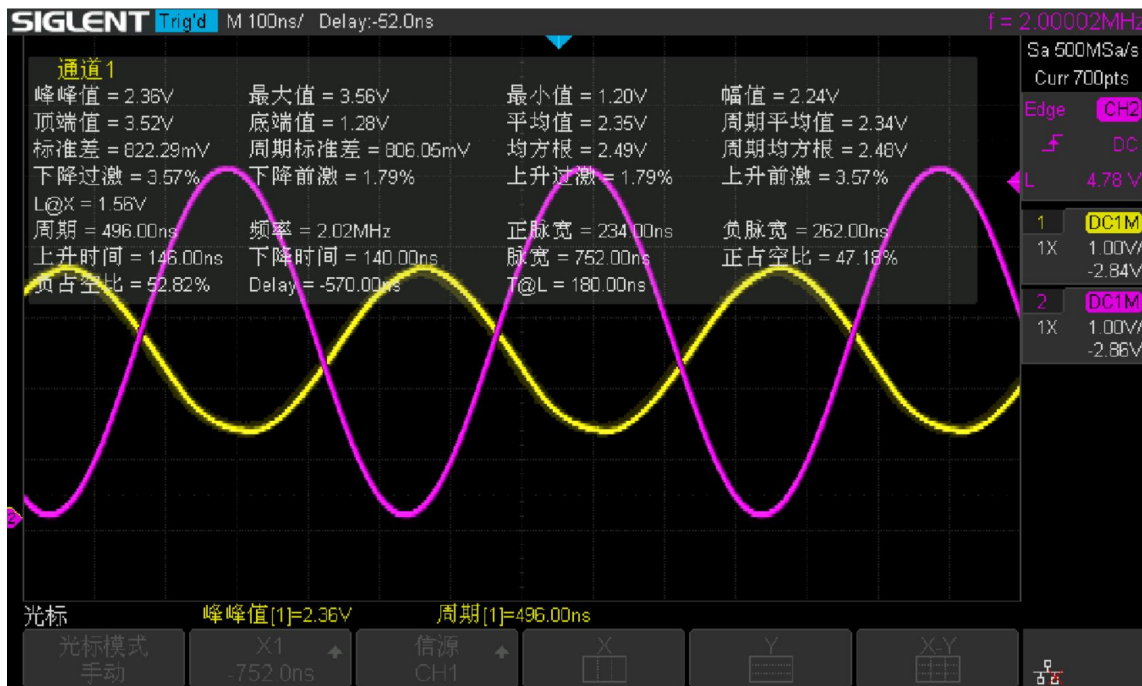 SIGLENT Trig'd M 100ns/ Delay:-52.0ns f = 2.00002MHz
Sa 500MSa/s
Curr 700pts
通道1
峰峰值 = 2.36V 最大值 = 3.56V 最小值 = 1.20V 幅值 = 2.24V
顶端值 = 3.52V 底端值 = 1.28V 平均值 = 2.35V 周期平均值 = 2.34V
标准差 = 822.29mV 周期标准差 = 806.05mV 均方根 = 2.49V 周期均方根 = 2.48V
下降过激 = 3.57% 下降前激 = 1.79% 上升过激 = 1.79% 上升前激 = 3.57%
L@X = 1.56V
周期 = 496.00ns 频率 = 2.02MHz 正脉宽 = 234.00ns 负脉宽 = 262.00ns
上升时间 = 146.00ns 下降时间 = 140.00ns 脉宽 = 752.00ns 正占空比 = 47.18%
负占空比 = 52.82% Delay = -570.00ns T@L = 180.00ns
Edge CH2
DC
L 4.78 V
1 DC1M
1X 1.00V/
-2.84V
2 DC1M
1X 1.00V/
-2.86V
2
光标 峰峰值[1]=2.36V 周期[1]=496.00ns
光标模式 X1 信源 X Y X-Y
手动 -752.0ns CH1